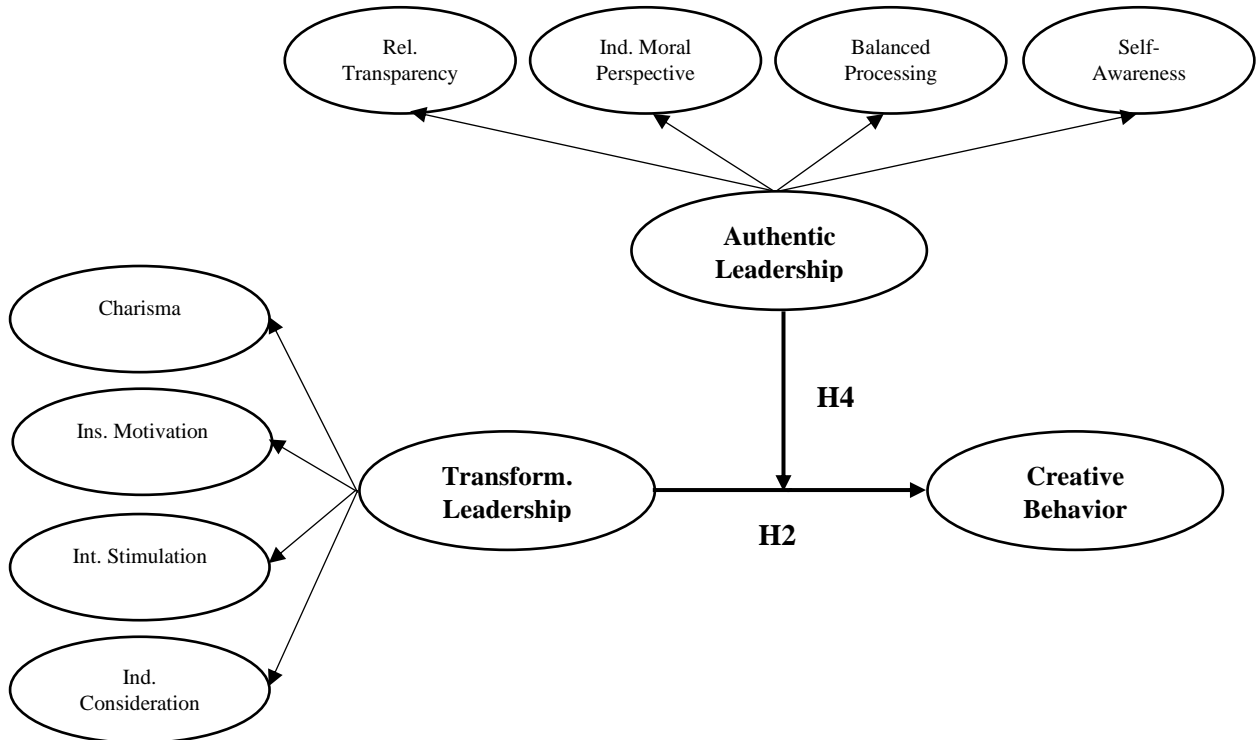 Rel.
Transparency
Ind. Moral
Perspective
Balanced
Processing
Self-
Awareness
Authentic
Leadership
Charisma
H4
Ins. Motivation
Transform.
Leadership
Creative
Behavior
H2
Int. Stimulation
Ind.
Consideration